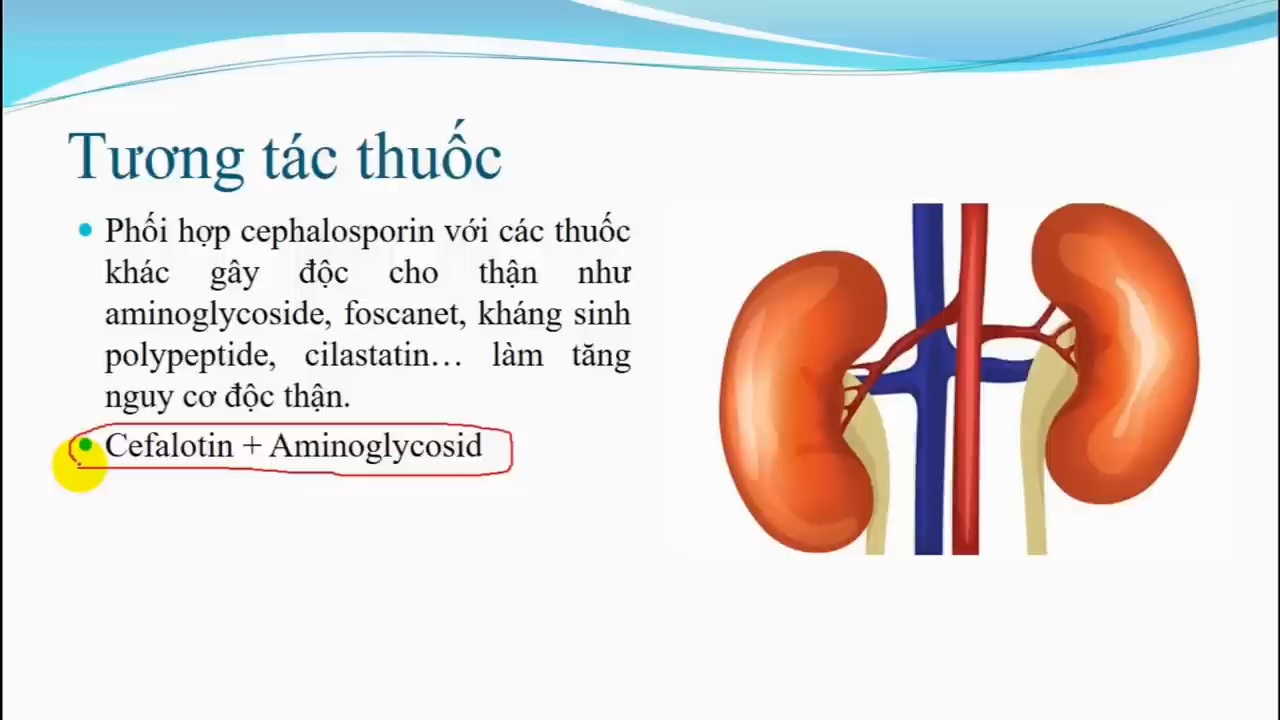 Tương tác thuốc
Phối hợp cephalosporin với các thuốc
khác gây độc cho thận như
aminoglycoside, foscanet, kháng sinh
polypeptide, cilastatin… làm tăng
nguy cơ độc thận.
Cefalotin + Aminoglycosid